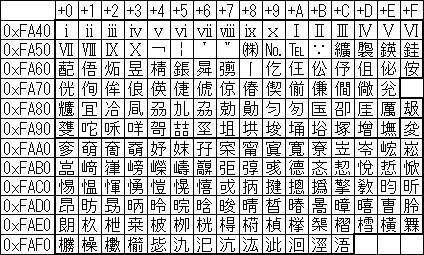 +0 +1 +2 +3 +4 +5 +6 +7 +8 +9 +A +B +C +D +E +F
0xFA40 ⅰ ⅱ ⅲ ⅳ ⅴ ⅵ ⅶ ⅷ ⅸ ⅹ Ⅰ Ⅱ Ⅲ Ⅳ Ⅴ Ⅵ
0xFA50 Ⅶ Ⅷ Ⅸ Ⅹ ¬ ¦ ' " ㈱ № ℡ ∵ 纊 褜 鍈 銈
0xFA60 蓜 俉 炻 昱 棈 鋹 曻 彅 丨 仡 仼 伀 伃 伹 佖 侒
0xFA70 侊 侚 侔 俍 偀 倢 俿 倞 偆 偰 偂 傔 僴 僘 兊
0xFA80 兤 冝 冾 凬 刕 劜 劦 勀 勛 匀 匇 匤 卲 厓 厲 叝
0xFA90 﨎 咜 咊 咩 哿 喆 坙 坥 垬 埈 埇 﨏 塚 增 墲 夋
0xFAA0 奓 奛 奝 奣 妤 妺 孖 寀 甯 寘 寬 尞 岦 岺 峵 崧
0xFAB0 嵓 﨑 嵂 嵭 嶸 嶹 巐 弡 弴 彧 德 忞 恝 悅 悊 惞
0xFAC0 惕 愠 惲 愑 愷 愰 憘 戓 抦 揵 摠 撝 擎 敎 昀 昕
0xFAD0 昻 昉 昮 昞 昤 晥 晗 晙 晴 晳 暙 暠 暲 暿 曺 朎
0xFAE0 朗 杦 枻 桒 柀 栁 桄 棏 﨓 楨 﨔 榘 槢 樰 橫 橆
0xFAF0 橳 橾 櫢 櫤 毖 氿 汜 沆 汯 泚 洄 涇 浯